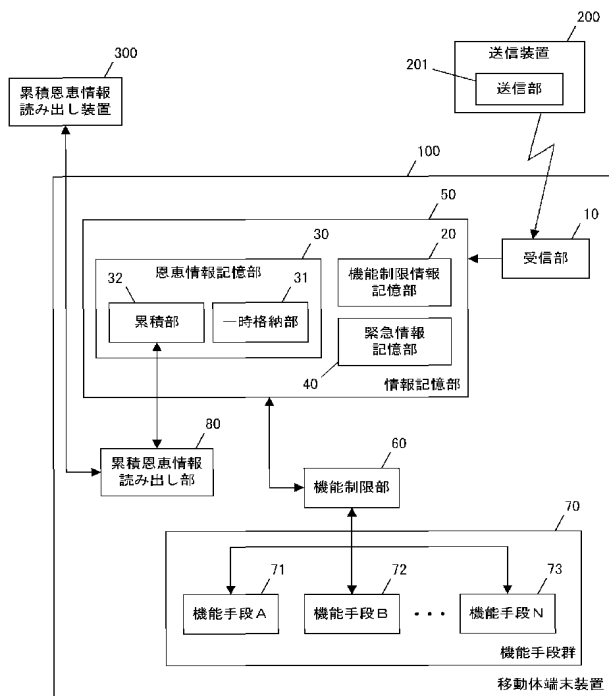 200
送信装置
201
送信部
300
累積恩恵情報
読み出し装置
100
50
10
受信部
30
20
恩恵情報記憶部
機能制限情報
記憶部
32
31
累積部
一時格納部
緊急情報
記憶部
40
情報記憶部
80
累積恩恵情報
読み出し部
60
機能制限部
70
71
72
73
機能手段A
機能手段B
・・・
機能手段N
機能手段群
移動体端末装置